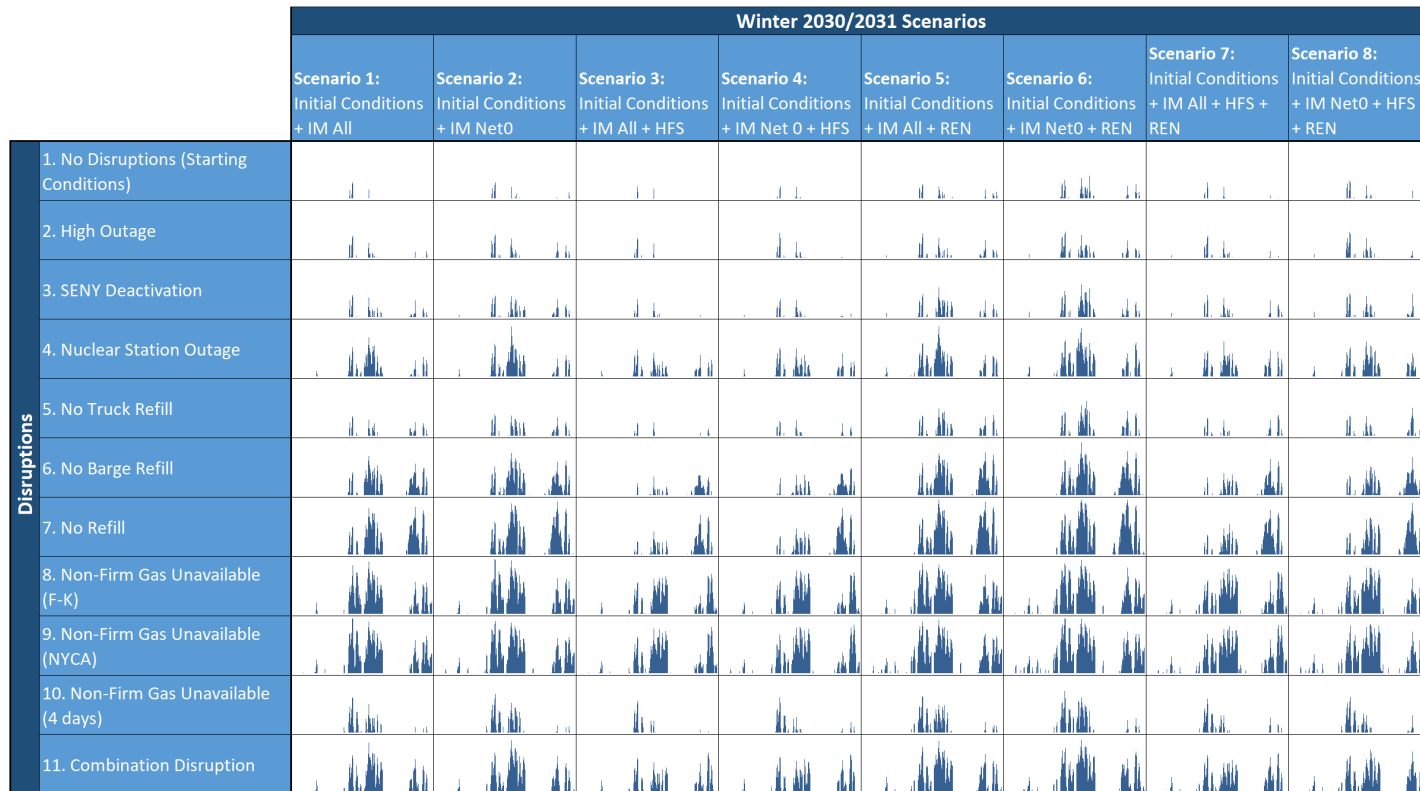 Winter 2030/2031 Scenarios
Scenario 1:
Initial Conditions
+ IM All
Scenario 2:
Initial Conditions
+ IM Net0
Scenario 3:
Initial Conditions
+ IM All + HFS
Scenario 4:
Initial Conditions
+ IM Net 0 + HFS
Scenario 5:
Initial Conditions
+ IM All + REN
Scenario 6:
Initial Conditions
+ IM Net0 + REN
Scenario 7:
Initial Conditions
+ IM All + HFS +
REN
Scenario 8:
Initial Conditions
+ IM Net0 + HFS
+ REN
Disruptions
1. No Disruptions (Starting
Conditions)
2. High Outage
3. SENY Deactivation
4. Nuclear Station Outage
5. No Truck Refill
6. No Barge Refill
7. No Refill
8. Non-Firm Gas Unavailable
(F-K)
9. Non-Firm Gas Unavailable
(NYCA)
10. Non-Firm Gas Unavailable
(4 days)
11. Combination Disruption